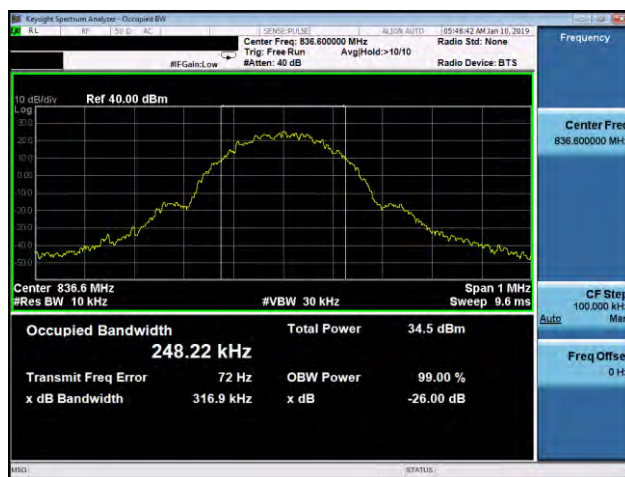 Keysight Spectrum Analyzer - Occupied BW
RL RF 50 Ω AC SENSE:PULSE ALIGN AUTO 05:48:42 AM Jan 10, 2019
Center Freq: 836.600000 MHz Radio Std: None
Trig: Free Run Avg|Hold:>10/10
#IFGain:Low #Atten: 40 dB Radio Device: BTS
Frequency
10 dB/div Ref 40.00 dBm
Log
30.0
20.0
10.0
0.00
-10.0
-20.0
-30.0
-40.0
-50.0
Center 836.6 MHz Span 1 MHz
#Res BW 10 kHz #VBW 30 kHz Sweep 9.6 ms
Occupied Bandwidth Total Power 34.5 dBm
248.22 kHz
Transmit Freq Error 72 Hz OBW Power 99.00 %
x dB Bandwidth 316.9 kHz x dB -26.00 dB
Center Freq
836.600000 MHz
CF Step
100.000 kHz
Auto Man
Freq Offset
0 Hz
MSG STATUS